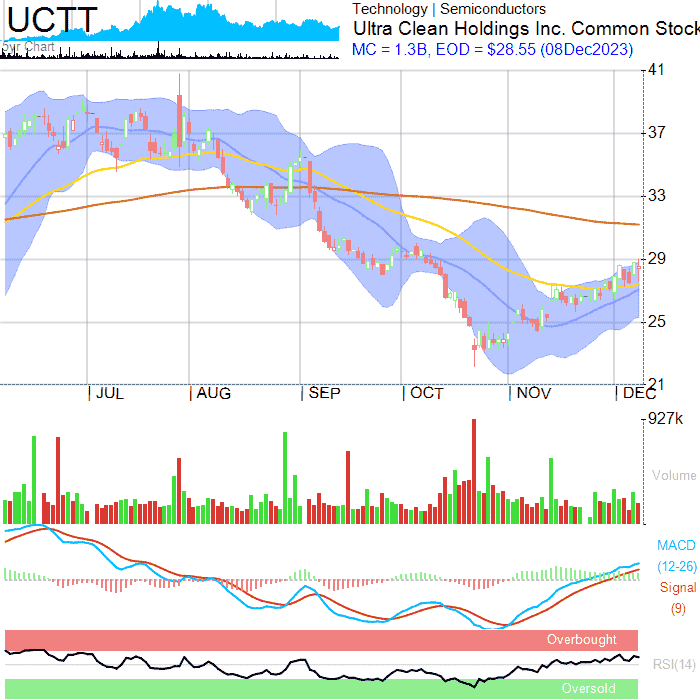 UCTT
5yr Chart
Technology | Semiconductors
Ultra Clean Holdings Inc. Common Stock
MC = 1.3B, EOD = $28.55 (08Dec2023)
41
37
33
29
25
21
JUL
AUG
SEP
OCT
NOV
DEC
927k
Volume
MACD
(12-26)
Signal
(9)
Overbought
RSI(14)
Oversold